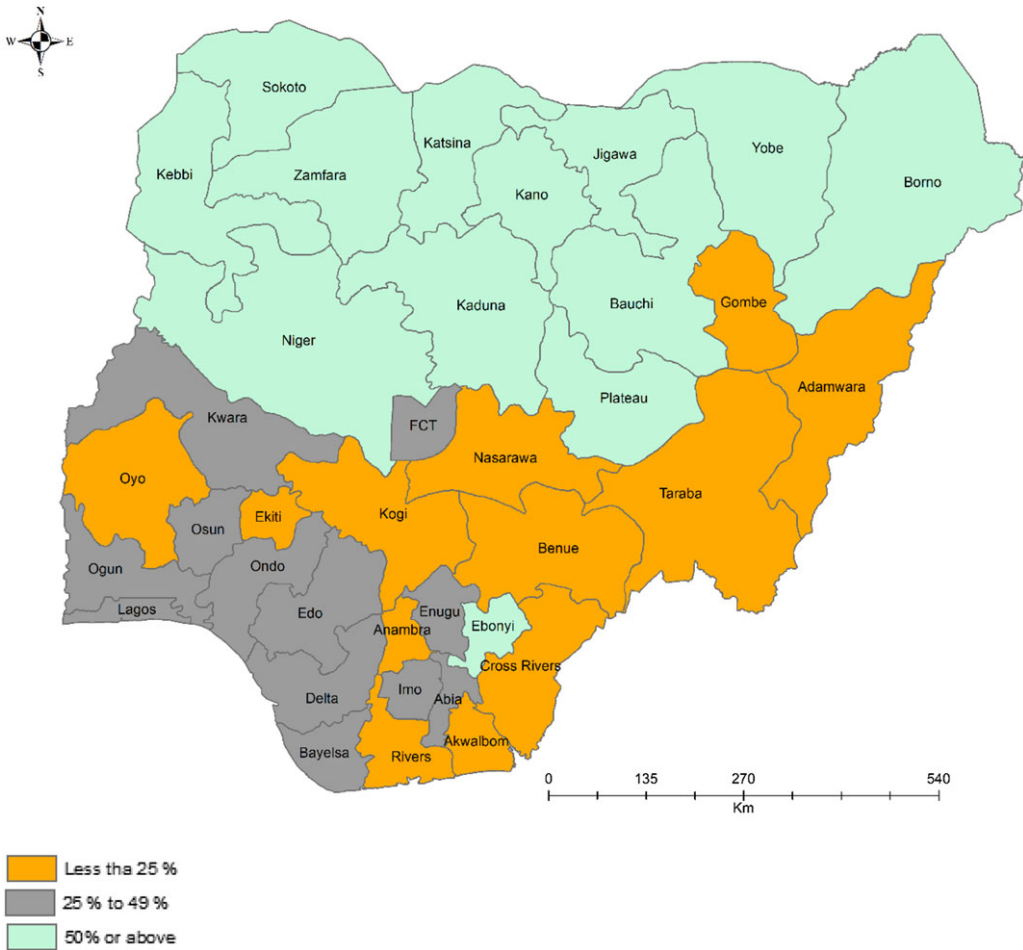 N
W E
S
Sokoto
Katsina
Yobe
Jigawa
Kebbi
Zamfara
Borno
Kano
Gombe
Kaduna
Bauchi
Niger
Adamwara
Plateau
Kwara
FCT
Nasarawa
Oyo
Taraba
Kogi
Ekiti
Osun
Benue
Ogun
Ondo
Lagos
Edo
Enugu
Ebonyi
Anambra
Cross Rivers
Imo
Abia
Delta
Akwalbom
Bayelsa
Rivers
0 135 270 540
Km
Less tha 25 %
25 % to 49 %
50% or above